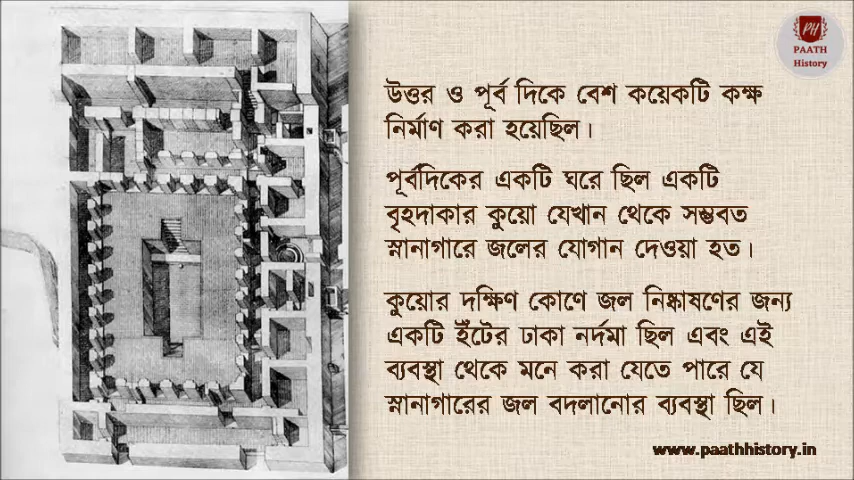 PH
PAATH
History
উত্তর ও পূর্ব দিকে বেশ কয়েকটি কক্ষ
নির্মাণ করা হয়েছিল।
পূর্বদিকের একটি ঘরে ছিল একটি
বৃহদাকার কুয়ো যেখান থেকে সম্ভবত
স্নানাগারে জলের যোগান দেওয়া হত।
কুয়োর দক্ষিণ কোণে জল নিষ্কাষণের জন্য
একটি ইঁটের ঢাকা নর্দমা ছিল এবং এই
ব্যবস্থা থেকে মনে করা যেতে পারে যে
স্নানাগারের জল বদলানোর ব্যবস্থা ছিল।
www.paathhistory.in